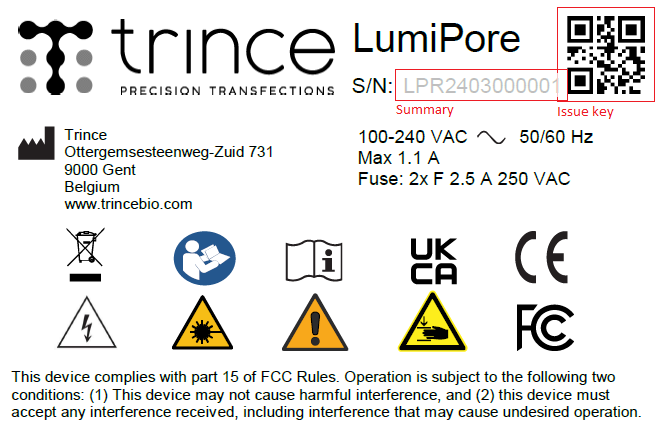 trince
PRECISION TRANSFECTIONS
LumiPore
S/N: LPR2403000001
Summary
Issue key
Trince
Ottergemsesteenweg-Zuid 731
9000 Gent
Belgium
www.trincebio.com
100-240 VAC 50/60 Hz
Max 1.1 A
Fuse: 2x F 2.5 A 250 VAC
i
UK
CA
CE
!
FC
This device complies with part 15 of FCC Rules. Operation is subject to the following two
conditions: (1) This device may not cause harmful interference, and (2) this device must
accept any interference received, including interference that may cause undesired operation.